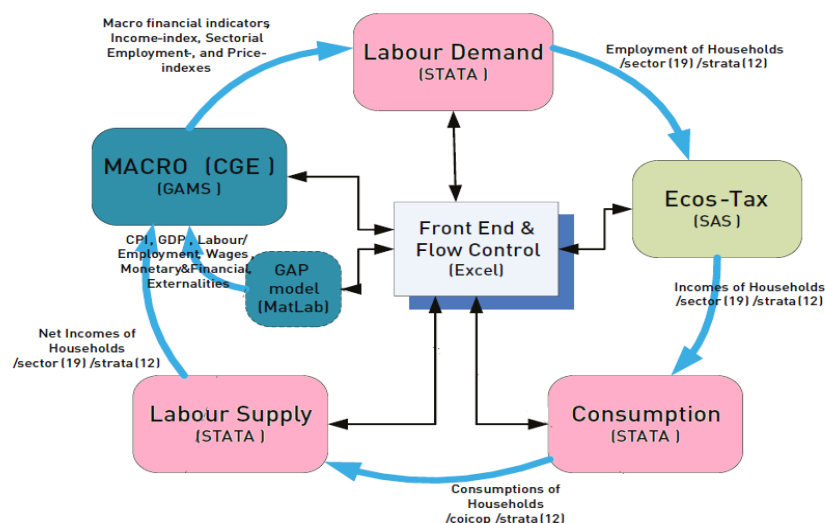 Macro financial indicators,
Income-index, Sectorial
Employment-, and Price-
indexes
Labour Demand
(STATA )
Employment of Households
/sector (19) /strata (12)
MACRO (CGE )
(GAMS )
Ecos-Tax
(SAS )
Front End &
Flow Control
(Excel)
CPI, GDP, Labour/
Employment, Wages,
Monetary&Financial,
Externalities
GAP
model
(MatLab)
Incomes of Households
/sector (19) /strata (12)
Net Incomes of
Households
/sector (19) /strata (12)
Labour Supply
(STATA )
Consumption
(STATA )
Consumptions of
Households
/coicop /strata (12)